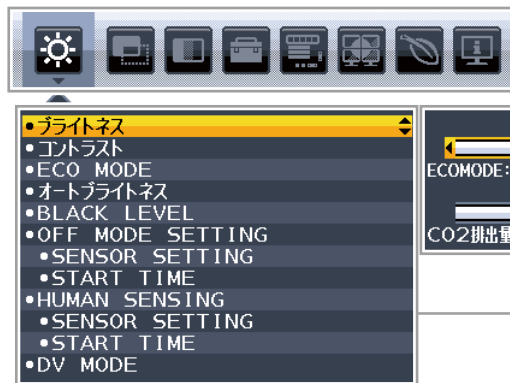 •ブライトネス
•コントラスト
•ECO MODE
•オートブライトネス
•BLACK LEVEL
•OFF MODE SETTING
•SENSOR SETTING
•START TIME
•HUMAN SENSING
•SENSOR SETTING
•START TIME
•DV MODE
ECOMODE:
CO2排出量